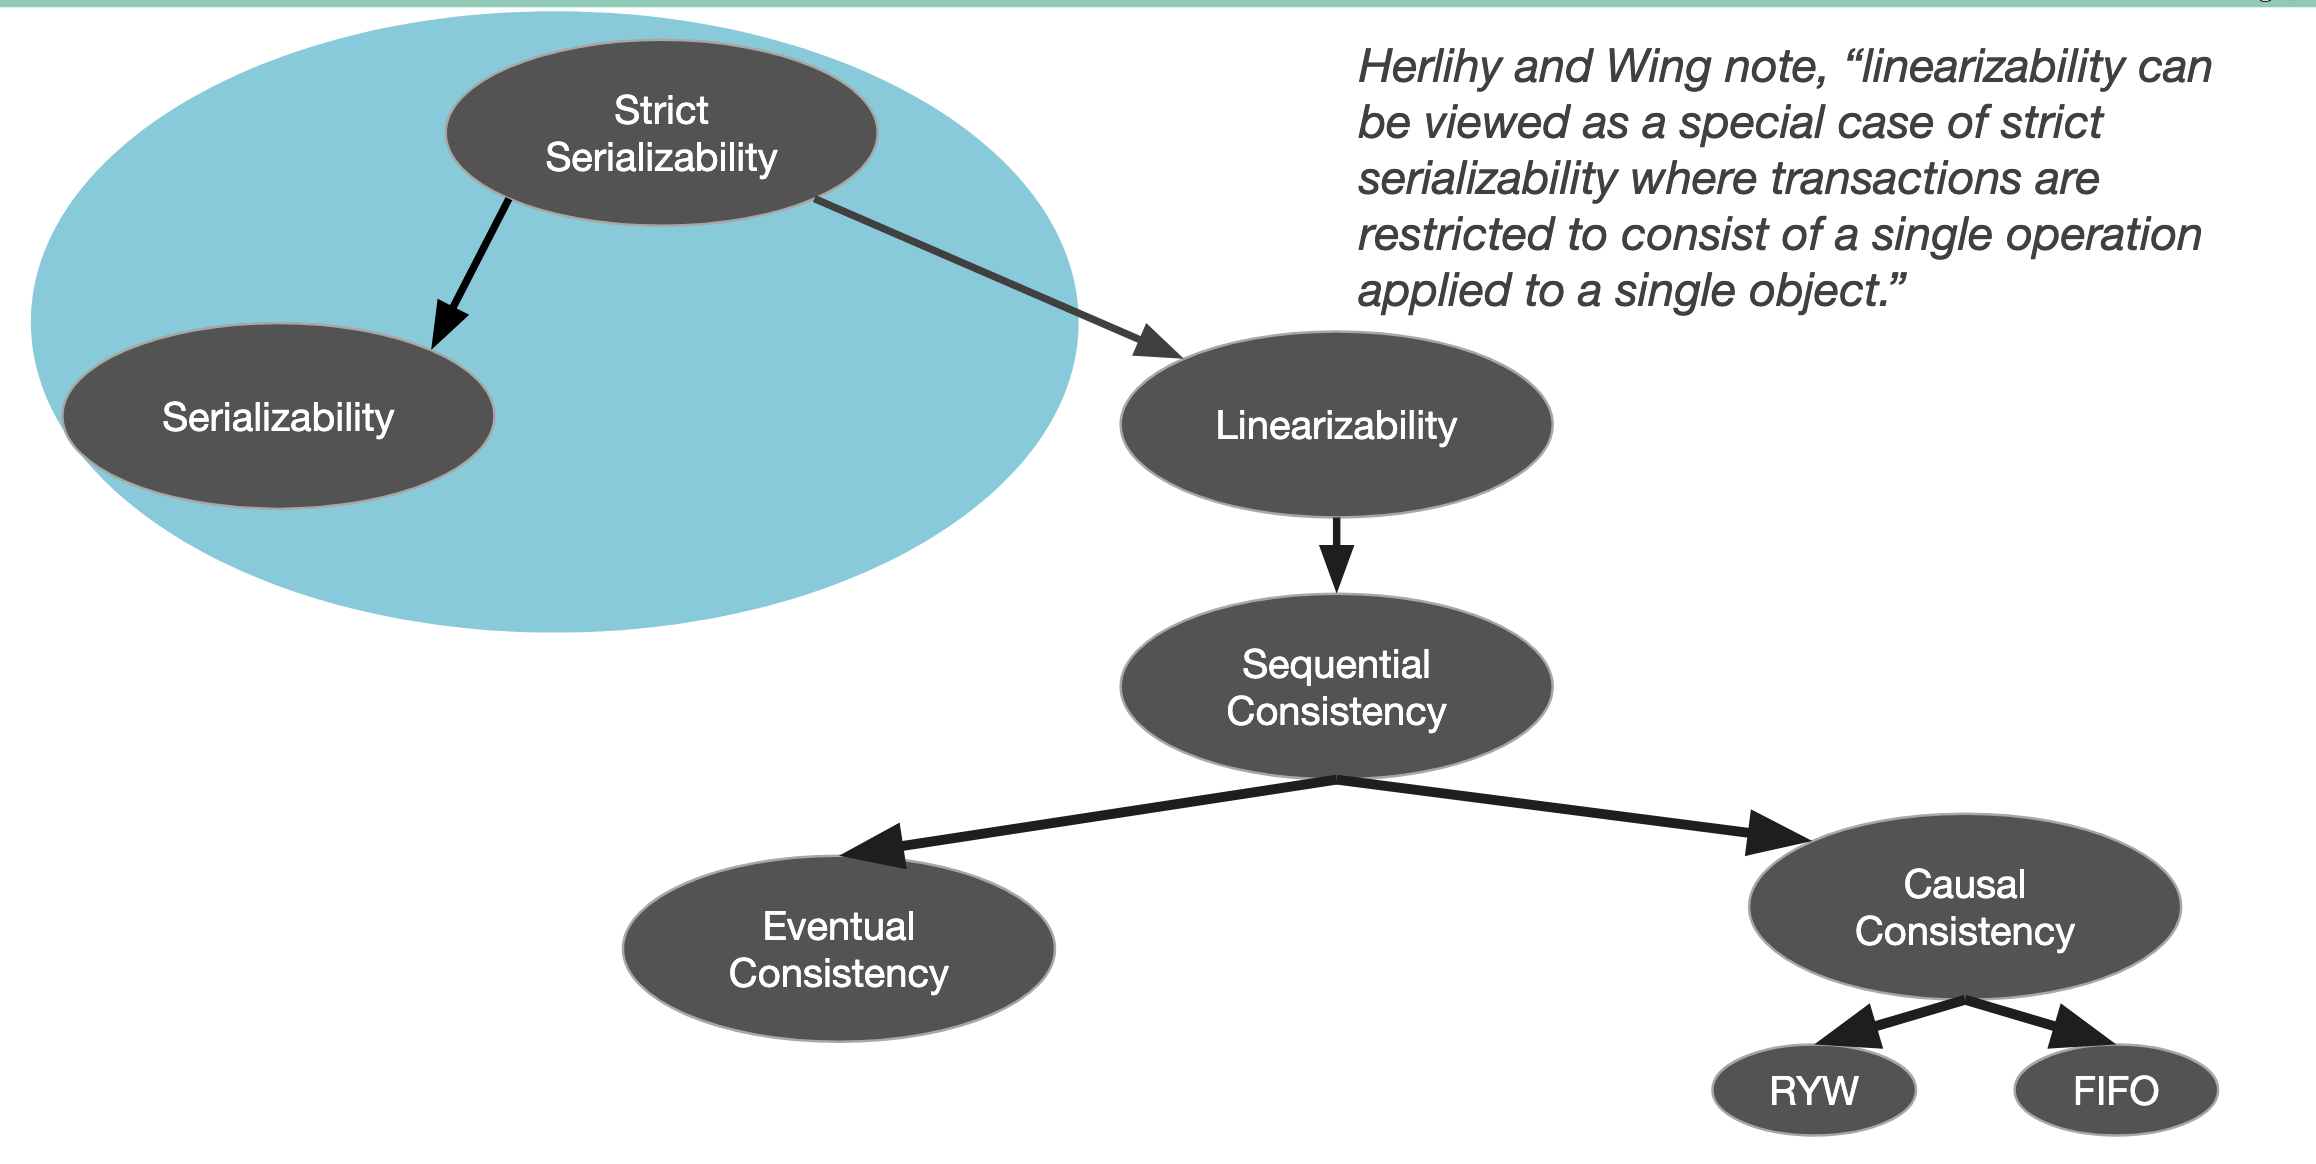 Herlihy and Wing note, “linearizability can
be viewed as a special case of strict
serializability where transactions are
restricted to consist of a single operation
applied to a single object.”
Strict
Serializability
Serializability
Linearizability
Sequential
Consistency
Eventual
Consistency
Causal
Consistency
RYW
FIFO